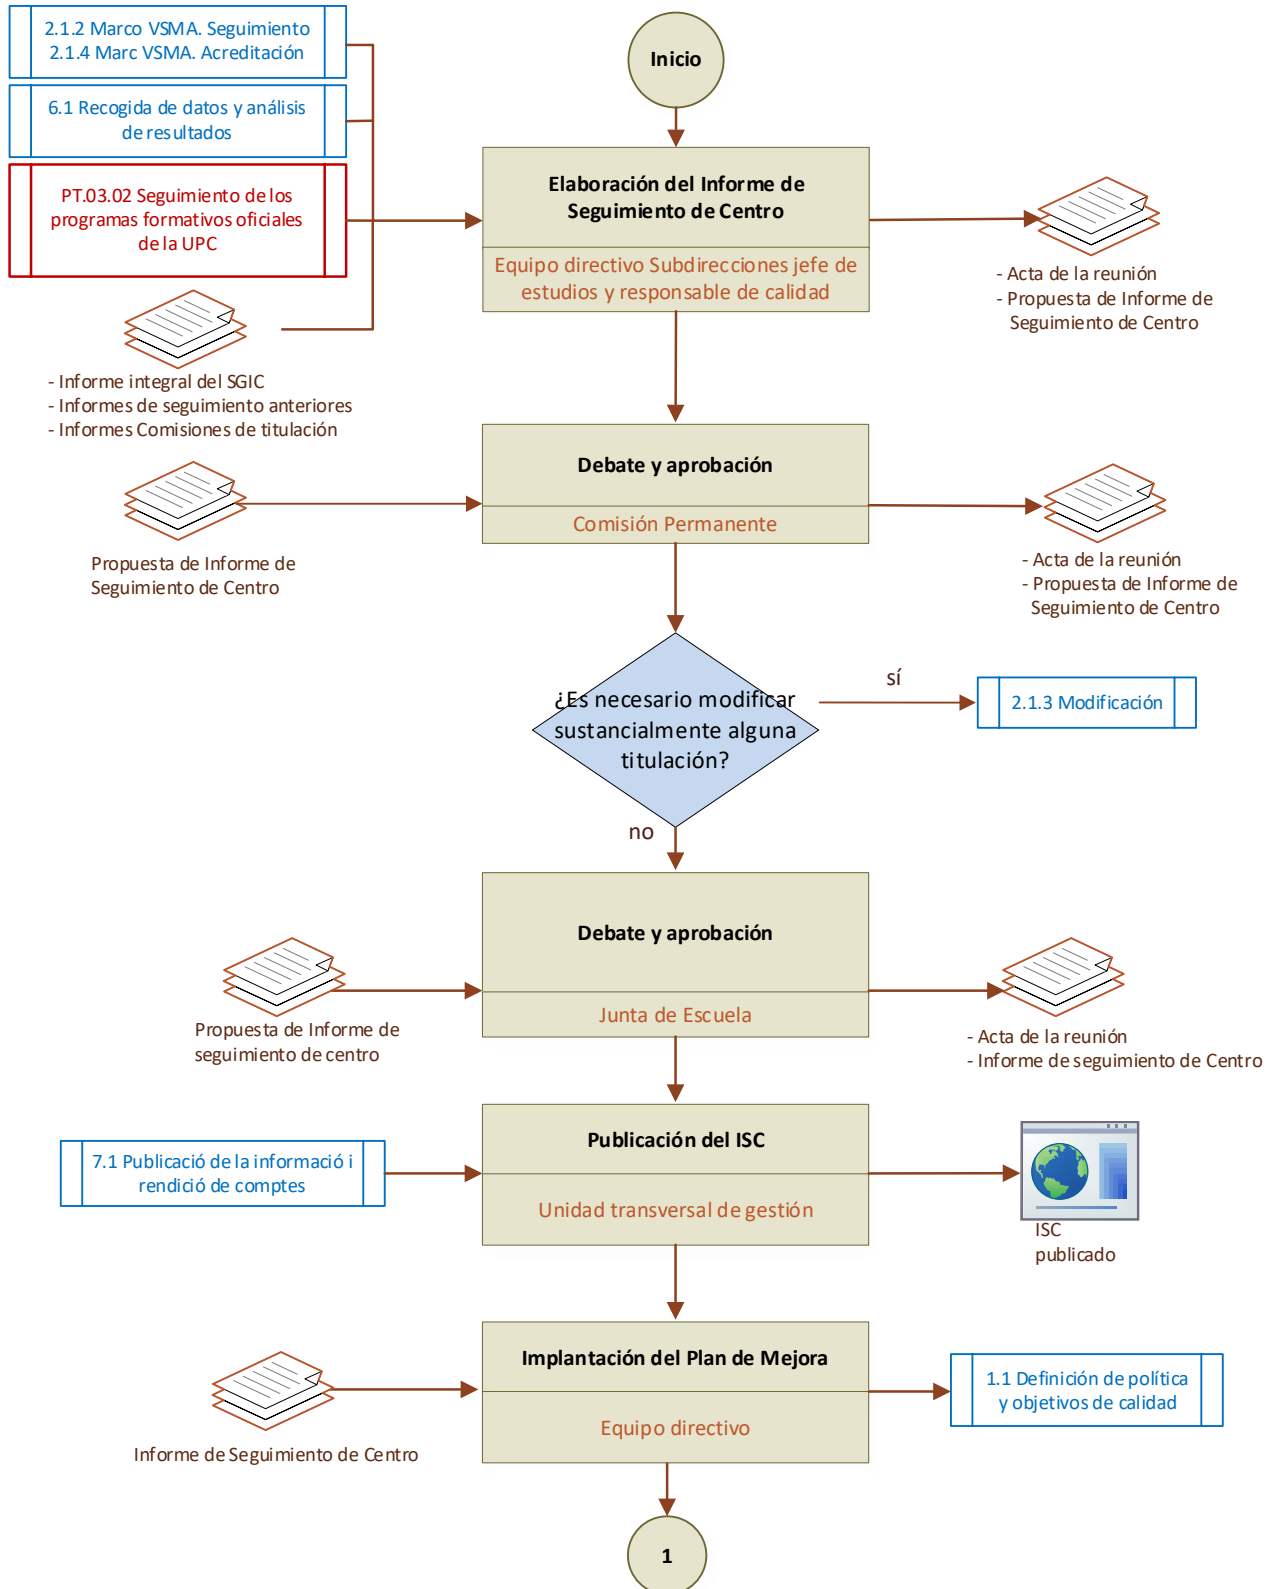 2.1.2 Marco VSMA. Seguimiento
2.1.4 Marc VSMA. Acreditación
Inicio
6.1 Recogida de datos y análisis
de resultados
PT.03.02 Seguimiento de los
programas formativos oficiales
de la UPC
Elaboración del Informe de
Seguimiento de Centro
Equipo directivo Subdirecciones jefe de
estudios y responsable de calidad
- Acta de la reunión
- Propuesta de Informe de
Seguimiento de Centro
- Informe integral del SGIC
- Informes de seguimiento anteriores
- Informes Comisiones de titulación
Debate y aprobación
Comisión Permanente
Propuesta de Informe de
Seguimiento de Centro
- Acta de la reunión
- Propuesta de Informe de
Seguimiento de Centro
¿Es necesario modificar
sustancialmente alguna
titulación?
sí
2.1.3 Modificación
no
Debate y aprobación
Junta de Escuela
Propuesta de Informe de
seguimiento de centro
- Acta de la reunión
- Informe de seguimiento de Centro
Publicación del ISC
Unidad transversal de gestión
7.1 Publicació de la informació i
rendició de comptes
ISC
publicado
Implantación del Plan de Mejora
Equipo directivo
1.1 Definición de política
y objetivos de calidad
Informe de Seguimiento de Centro
1